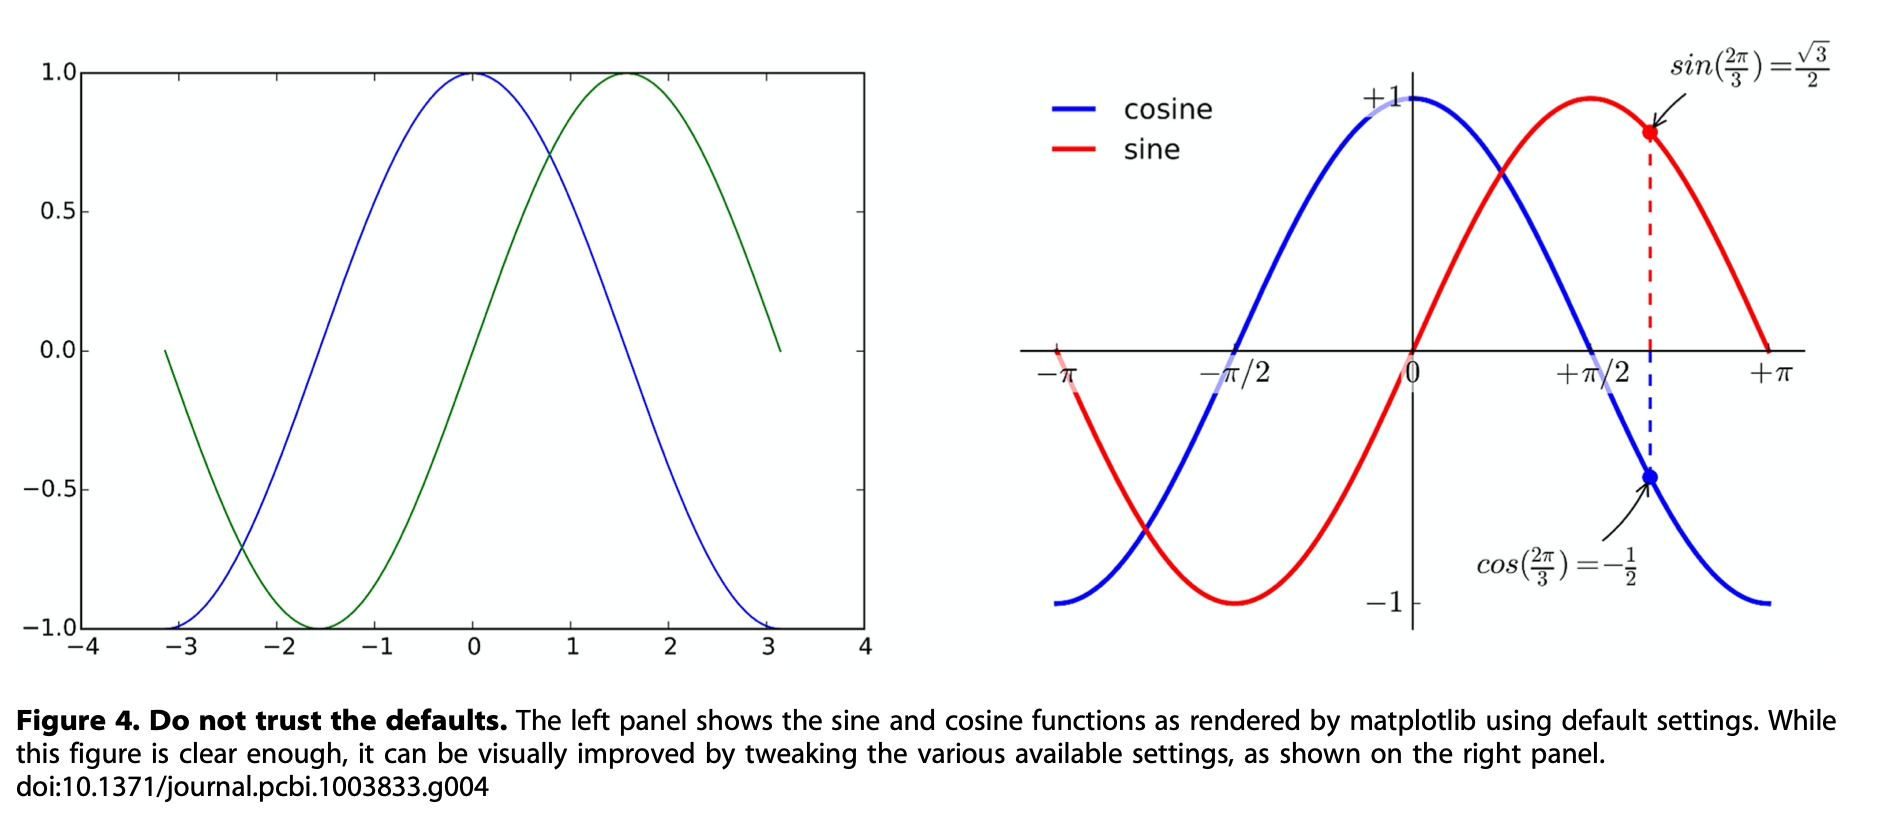 1.0
0.5
0.0
−0.5
−1.0
−4 −3 −2 −1 0 1 2 3 4
cosine
sine
+1
−1
−π −π/2 0 +π/2 +π
sin(2π/3) = √3/2
cos(2π/3) = −1/2
Figure 4. Do not trust the defaults. The left panel shows the sine and cosine functions as rendered by matplotlib using default settings. While
this figure is clear enough, it can be visually improved by tweaking the various available settings, as shown on the right panel.
doi:10.1371/journal.pcbi.1003833.g004